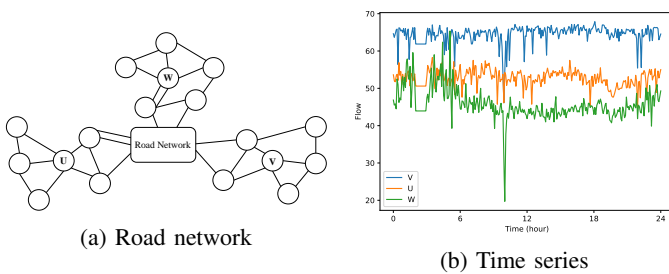 W
U
Road Network
V
(a) Road network
70
60
50
40
30
20
Flow
V
U
W
0
6
12
18
24
Time (hour)
(b) Time series